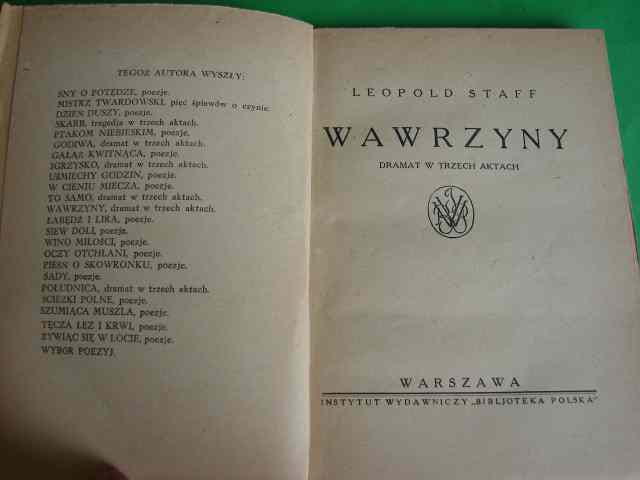 TEGOŻ AUTORA WYSZŁY:
SNY O POTĘDZE, poezje.
MISTRZ TWARDOWSKI, pięć śpiewów o czynie.
DZIEŃ DUSZY, poezje.
SKARB, tragedja w trzech aktach.
PTAKOM NIEBIESKIM, poezje.
GODIWA, dramat w trzech aktach.
GAŁĄŹ KWITNĄCA, poezje.
IGRZYSKO, dramat w trzech aktach.
UŚMIECHY GODZIN, poezje.
W CIENIU MIECZA, poezje.
TO SAMO, dramat w trzech aktach.
WAWRZYNY, dramat w trzech aktach.
ŁABĘDŹ I LIRA, poezje.
SIEW DOLI, poezje.
WINO MIŁOŚCI, poezje.
OCZY OTCHŁANI, poezje.
PIEŚŃ O SKOWRONKU, poezje.
SADY, poezje.
POŁUDNICA, dramat w trzech aktach.
ŚCIEŻKI POLNE, poezje.
SZUMIĄCA MUSZLA, poezje.
TĘCZA ŁEZ I KRWI, poezje.
ŻYWIĄC SIĘ W LOCIE, poezje.
WYBÓR POEZYJ.
LEOPOLD STAFF
WAWRZYNY
DRAMAT W TRZECH AKTACH
WARSZAWA
INSTYTUT WYDAWNICZY „BIBLJOTEKA POLSKA"